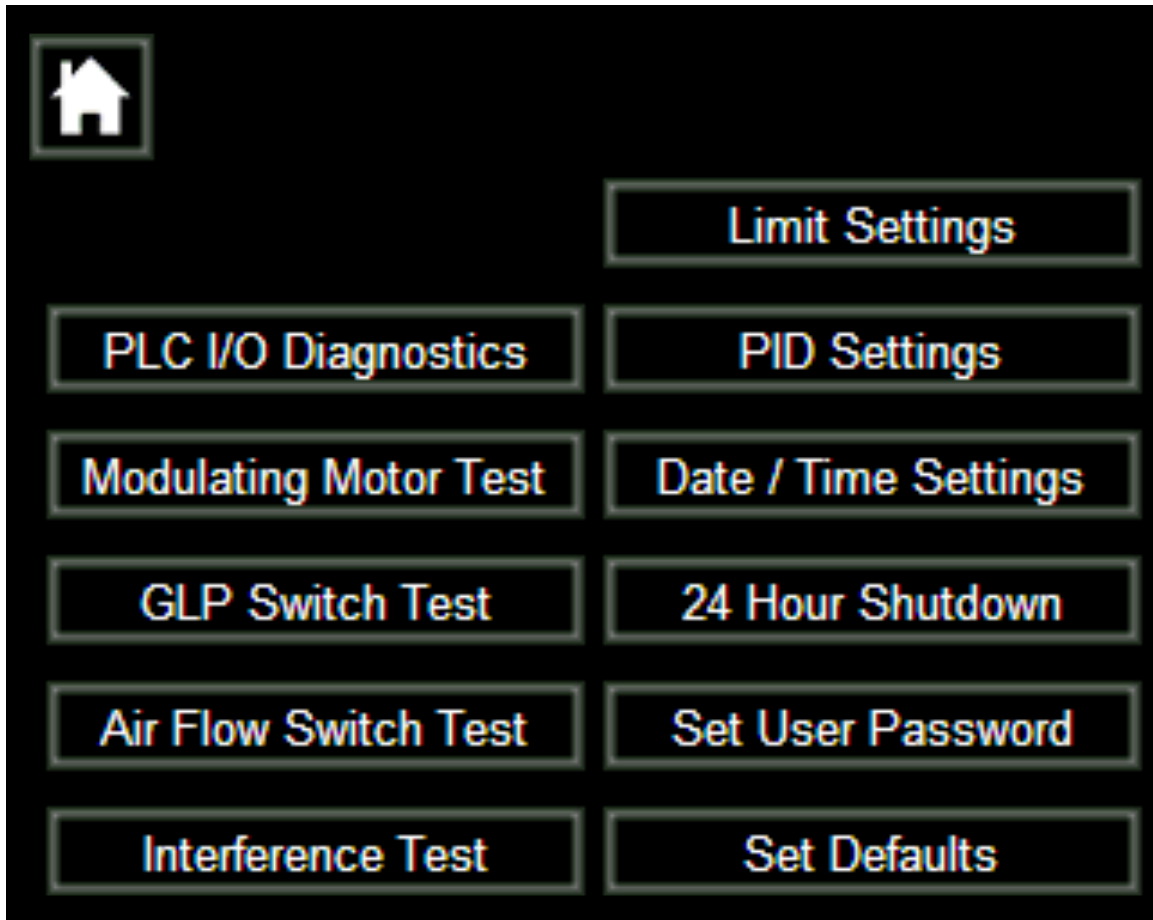 Limit Settings
PLC I/O Diagnostics
PID Settings
Modulating Motor Test
Date / Time Settings
GLP Switch Test
24 Hour Shutdown
Air Flow Switch Test
Set User Password
Interference Test
Set Defaults